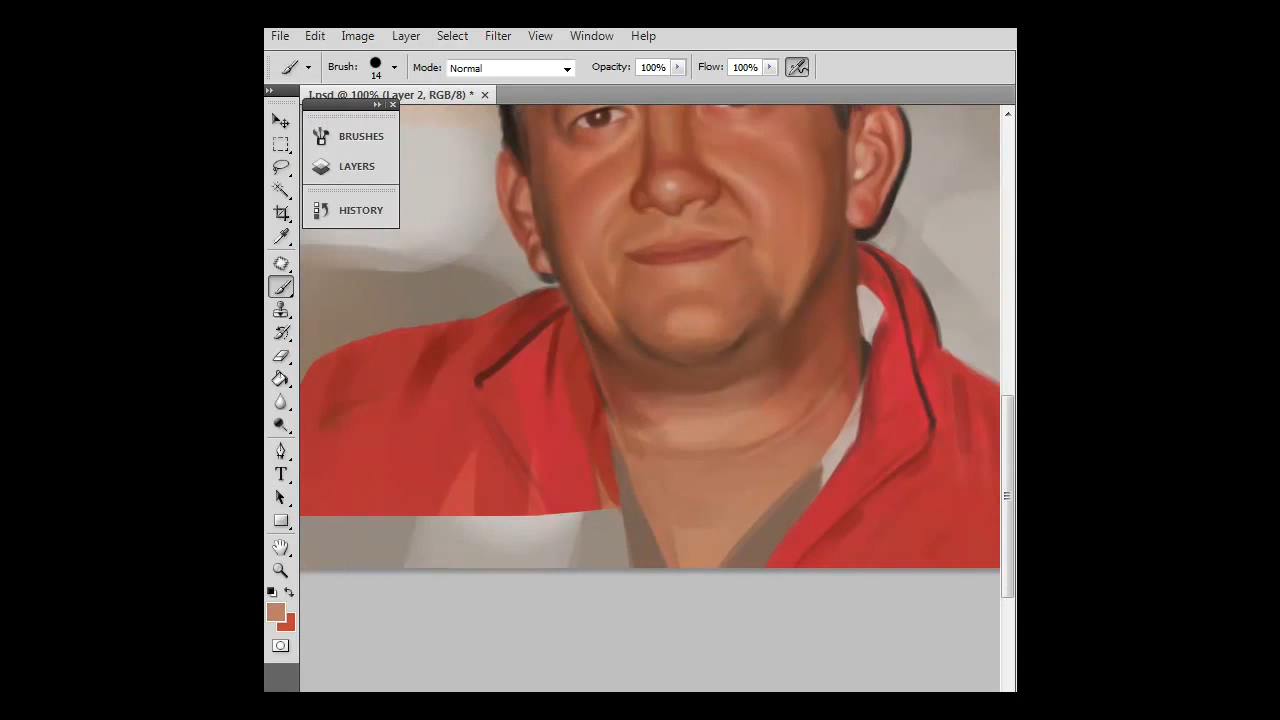 File Edit Image Layer Select Filter View Window Help
Brush: 14 Mode: Normal Opacity: 100% Flow: 100%
J.psd @ 100% (Layer 2, RGB/8) *
BRUSHES
LAYERS
HISTORY